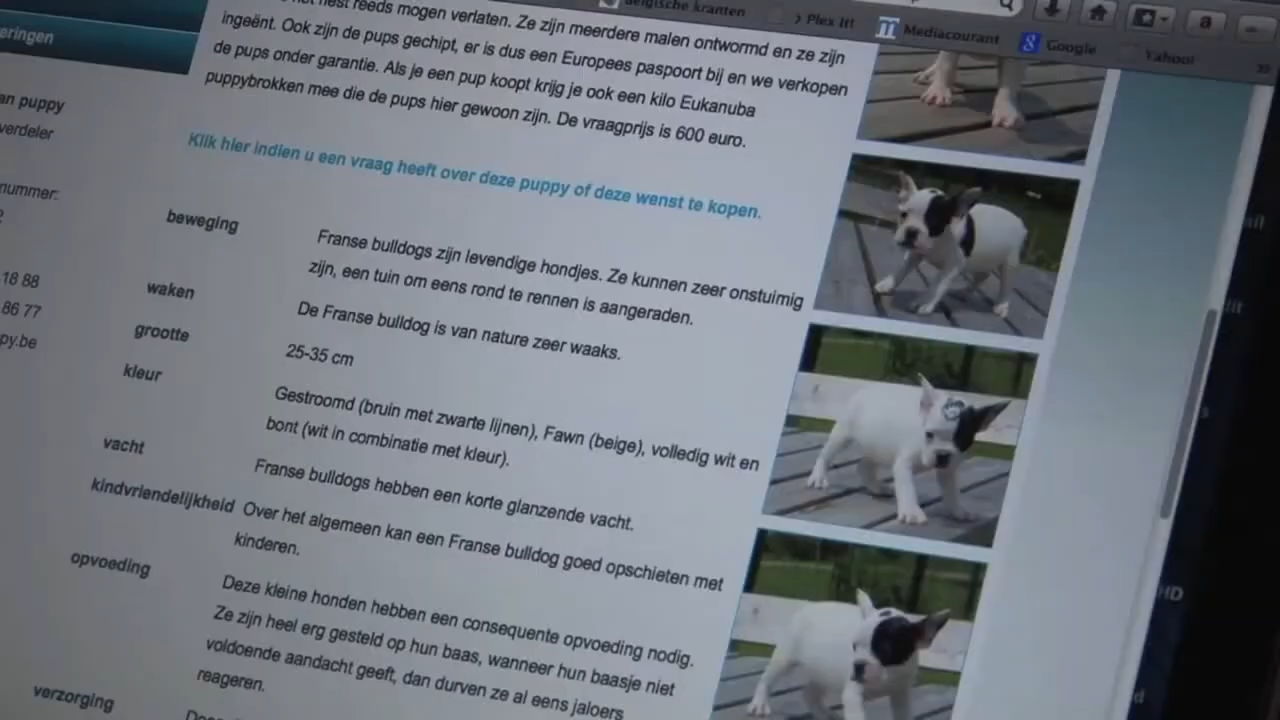 nest reeds mogen verlaten. Ze zijn meerdere malen ontwormd en ze zijn
ingeënt. Ook zijn de pups gechipt, er is dus een Europees paspoort bij en we verkopen
de pups onder garantie. Als je een pup koopt krijg je ook een kilo Eukanuba
puppybrokken mee die de pups hier gewoon zijn. De vraagprijs is 600 euro.
Klik hier indien u een vraag heeft over deze puppy of deze wenst te kopen.
beweging
Franse bulldogs zijn levendige hondjes. Ze kunnen zeer onstuimig
zijn, een tuin om eens rond te rennen is aangeraden.
waken
De Franse bulldog is van nature zeer waaks.
grootte
25-35 cm
kleur
Gestroomd (bruin met zwarte lijnen), Fawn (beige), volledig wit en
bont (wit in combinatie met kleur).
vacht
Franse bulldogs hebben een korte glanzende vacht.
kindvriendelijkheid
Over het algemeen kan een Franse bulldog goed opschieten met
kinderen.
opvoeding
Deze kleine honden hebben een consequente opvoeding nodig.
Ze zijn heel erg gesteld op hun baas, wanneer hun baasje niet
voldoende aandacht geeft, dan durven ze al eens jaloers
reageren.
verzorging
eringen
an puppy
verdeler
nummer:
2
18 88
86 77
py.be
Belgische kranten
Plex It!
Mediacourant
Google
Yahoo!
a
HD